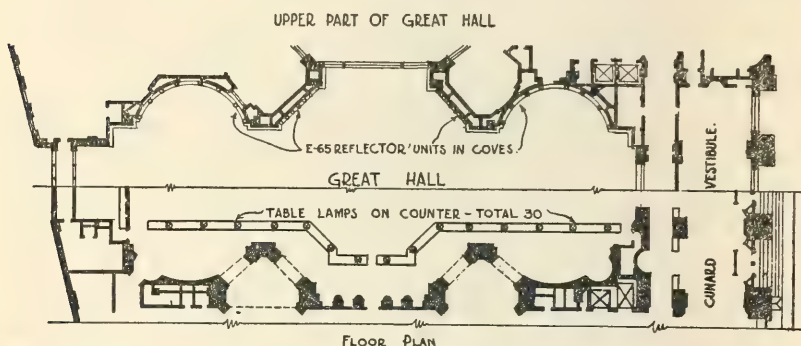 UPPER PART OF GREAT HALL
E-65 REFLECTOR UNITS IN COVES.
GREAT HALL
VESTIBULE.
TABLE LAMPS ON COUNTER - TOTAL 30
CUNARD
FLOOR PLAN